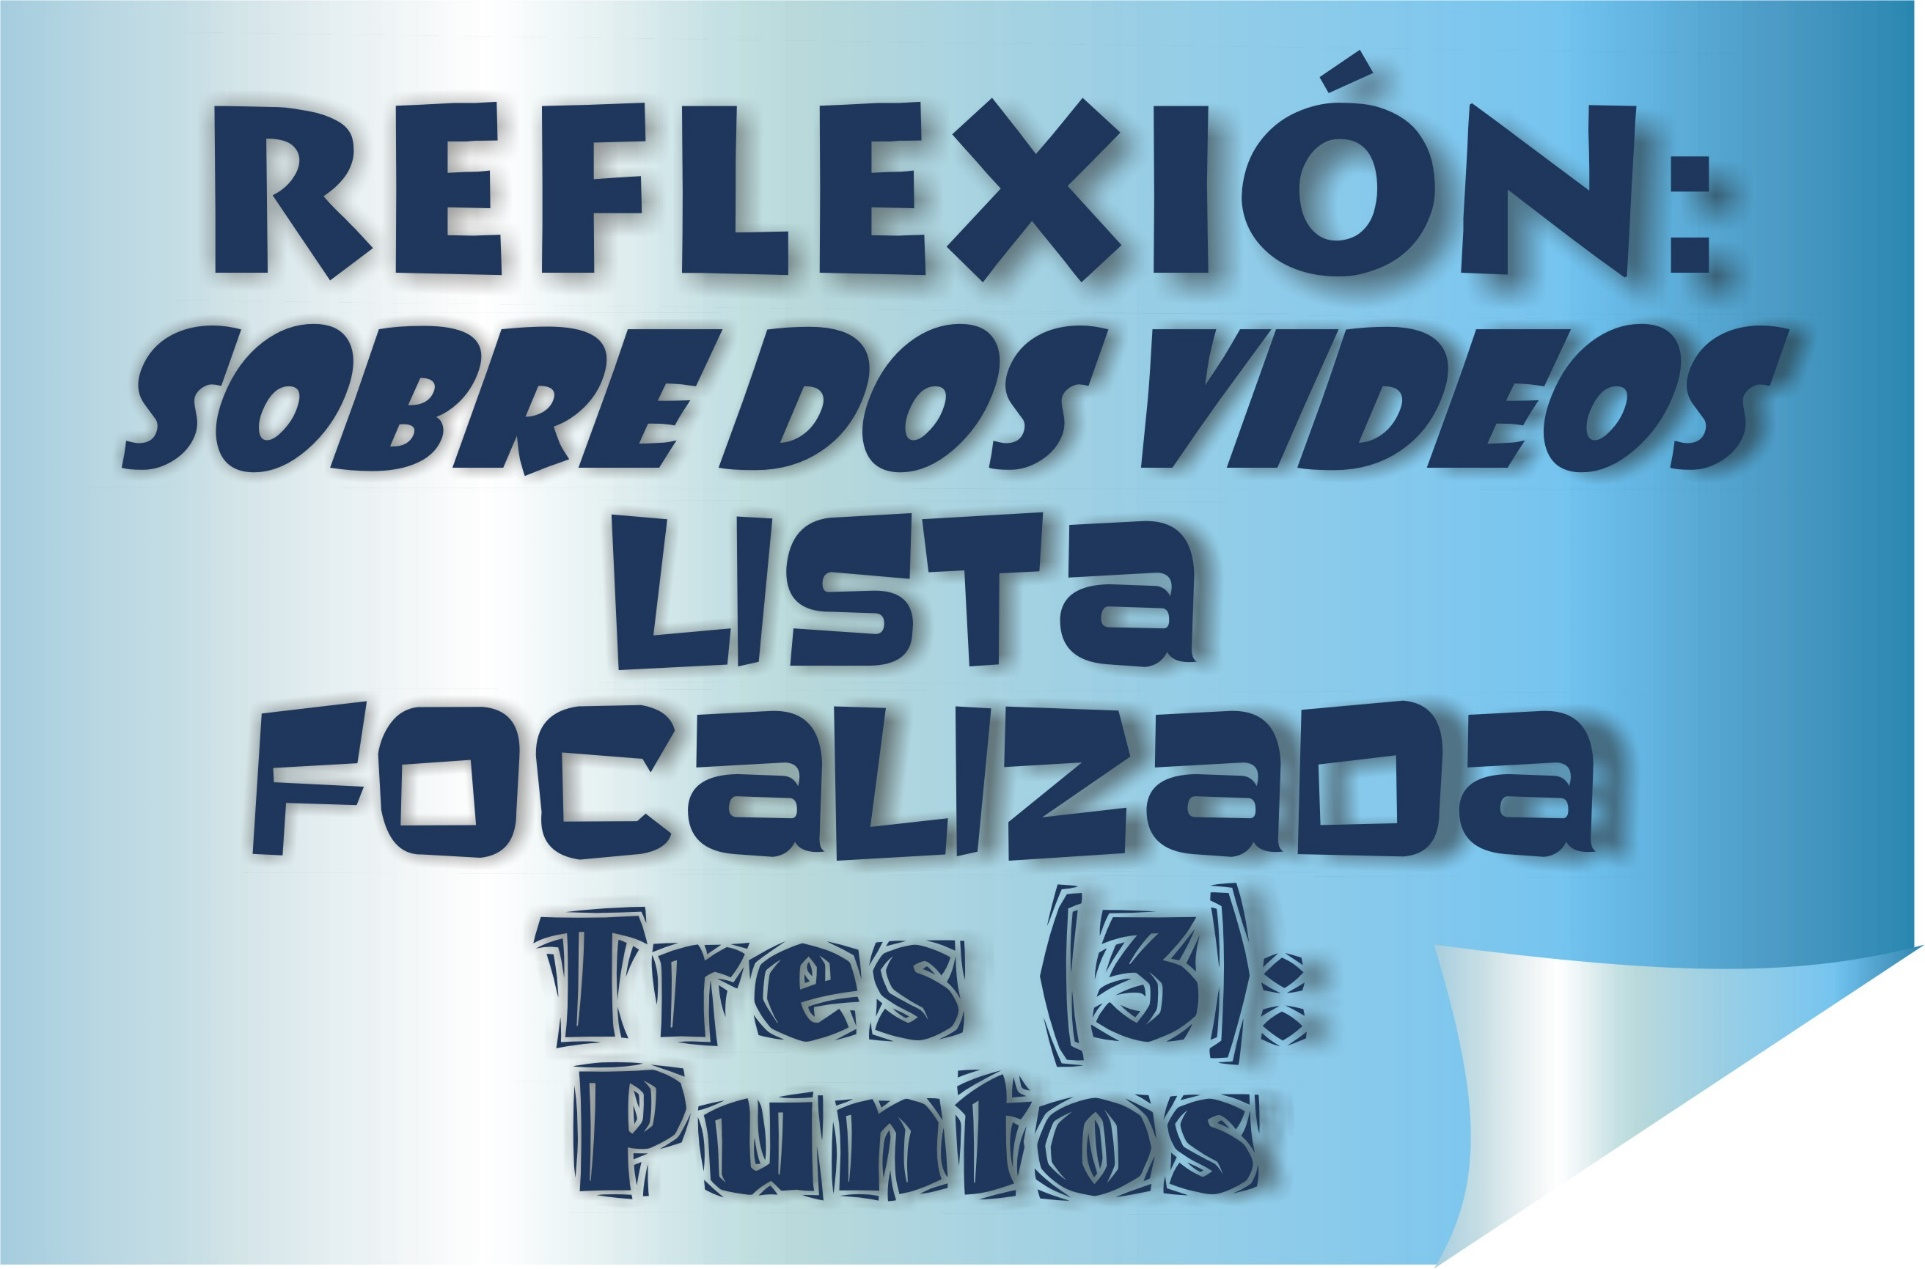 REFLEXIÓN:
SOBRE DOS VIDEOS
LISTa
FOCaLIZaDa
Tres (3):
Puntos